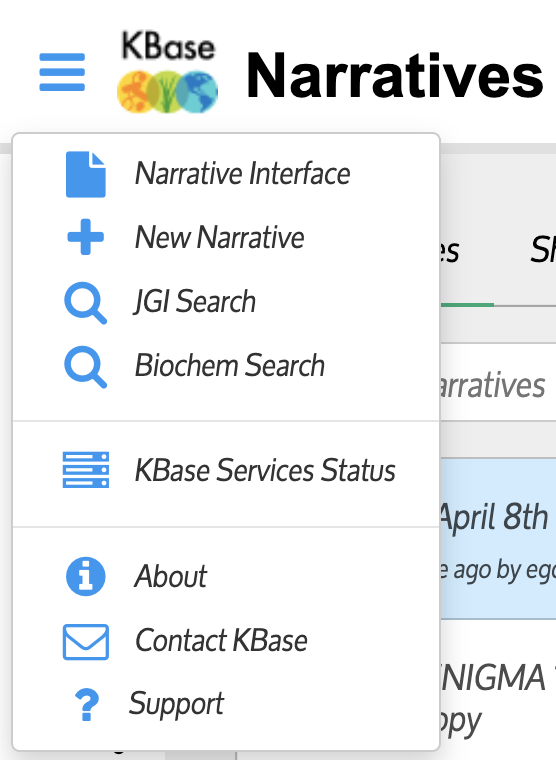 KBase
Narratives
Narrative Interface
New Narrative
JGI Search
Biochem Search
KBase Services Status
About
Contact KBase
Support
es
Sh
arratives
April 8th
e ago by ego
NIGMA
opy